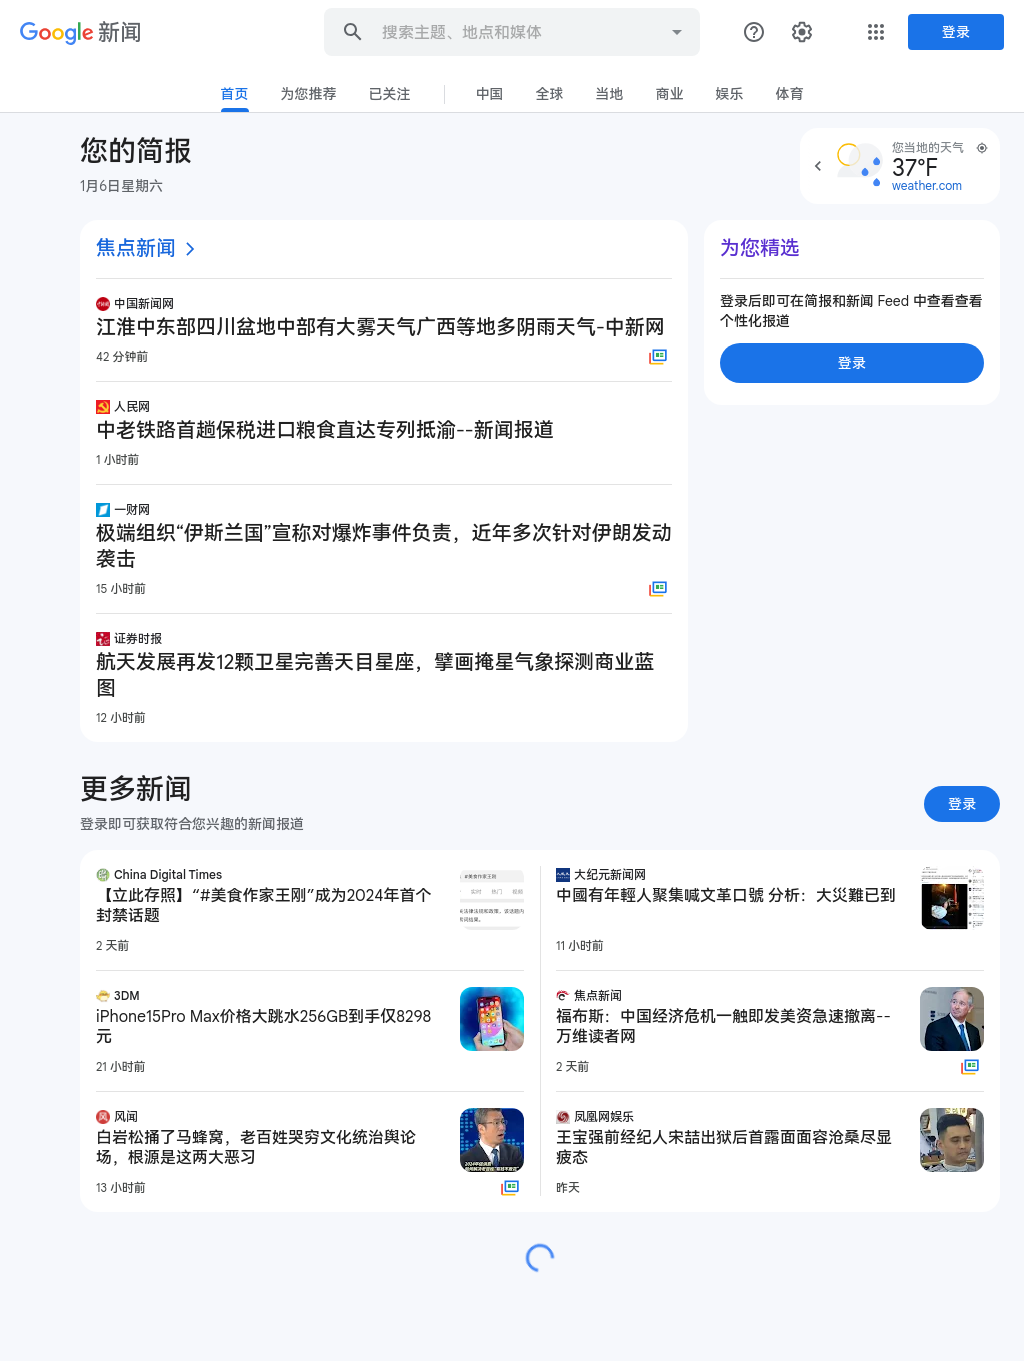 Google 新闻
搜索主题、地点和媒体
登录
首页
为您推荐
已关注
中国
全球
当地
商业
娱乐
体育
您的简报
1月6日星期六
您当地的天气
37°F
weather.com
焦点新闻
中国新闻网
江淮中东部四川盆地中部有大雾天气广西等地多阴雨天气-中新网
42 分钟前
人民网
中老铁路首趟保税进口粮食直达专列抵渝--新闻报道
1 小时前
一财网
极端组织“伊斯兰国”宣称对爆炸事件负责，近年多次针对伊朗发动
袭击
15 小时前
证券时报
航天发展再发12颗卫星完善天目星座，擘画掩星气象探测商业蓝
图
12 小时前
为您精选
登录后即可在简报和新闻 Feed 中查看查看
个性化报道
登录
更多新闻
登录即可获取符合您兴趣的新闻报道
登录
China Digital Times
【立此存照】“#美食作家王刚”成为2024年首个
封禁话题
2 天前
#美食作家王刚
实时 热门 视频
大纪元新闻网
中國有年輕人聚集喊文革口號 分析：大災難已到
11 小时前
3DM
iPhone15Pro Max价格大跳水256GB到手仅8298
元
21 小时前
焦点新闻
福布斯：中国经济危机一触即发美资急速撤离--
万维读者网
2 天前
风闻
白岩松捅了马蜂窝，老百姓哭穷文化统治舆论
场，根源是这两大恶习
13 小时前
凤凰网娱乐
王宝强前经纪人宋喆出狱后首露面面容沧桑尽显
疲态
昨天